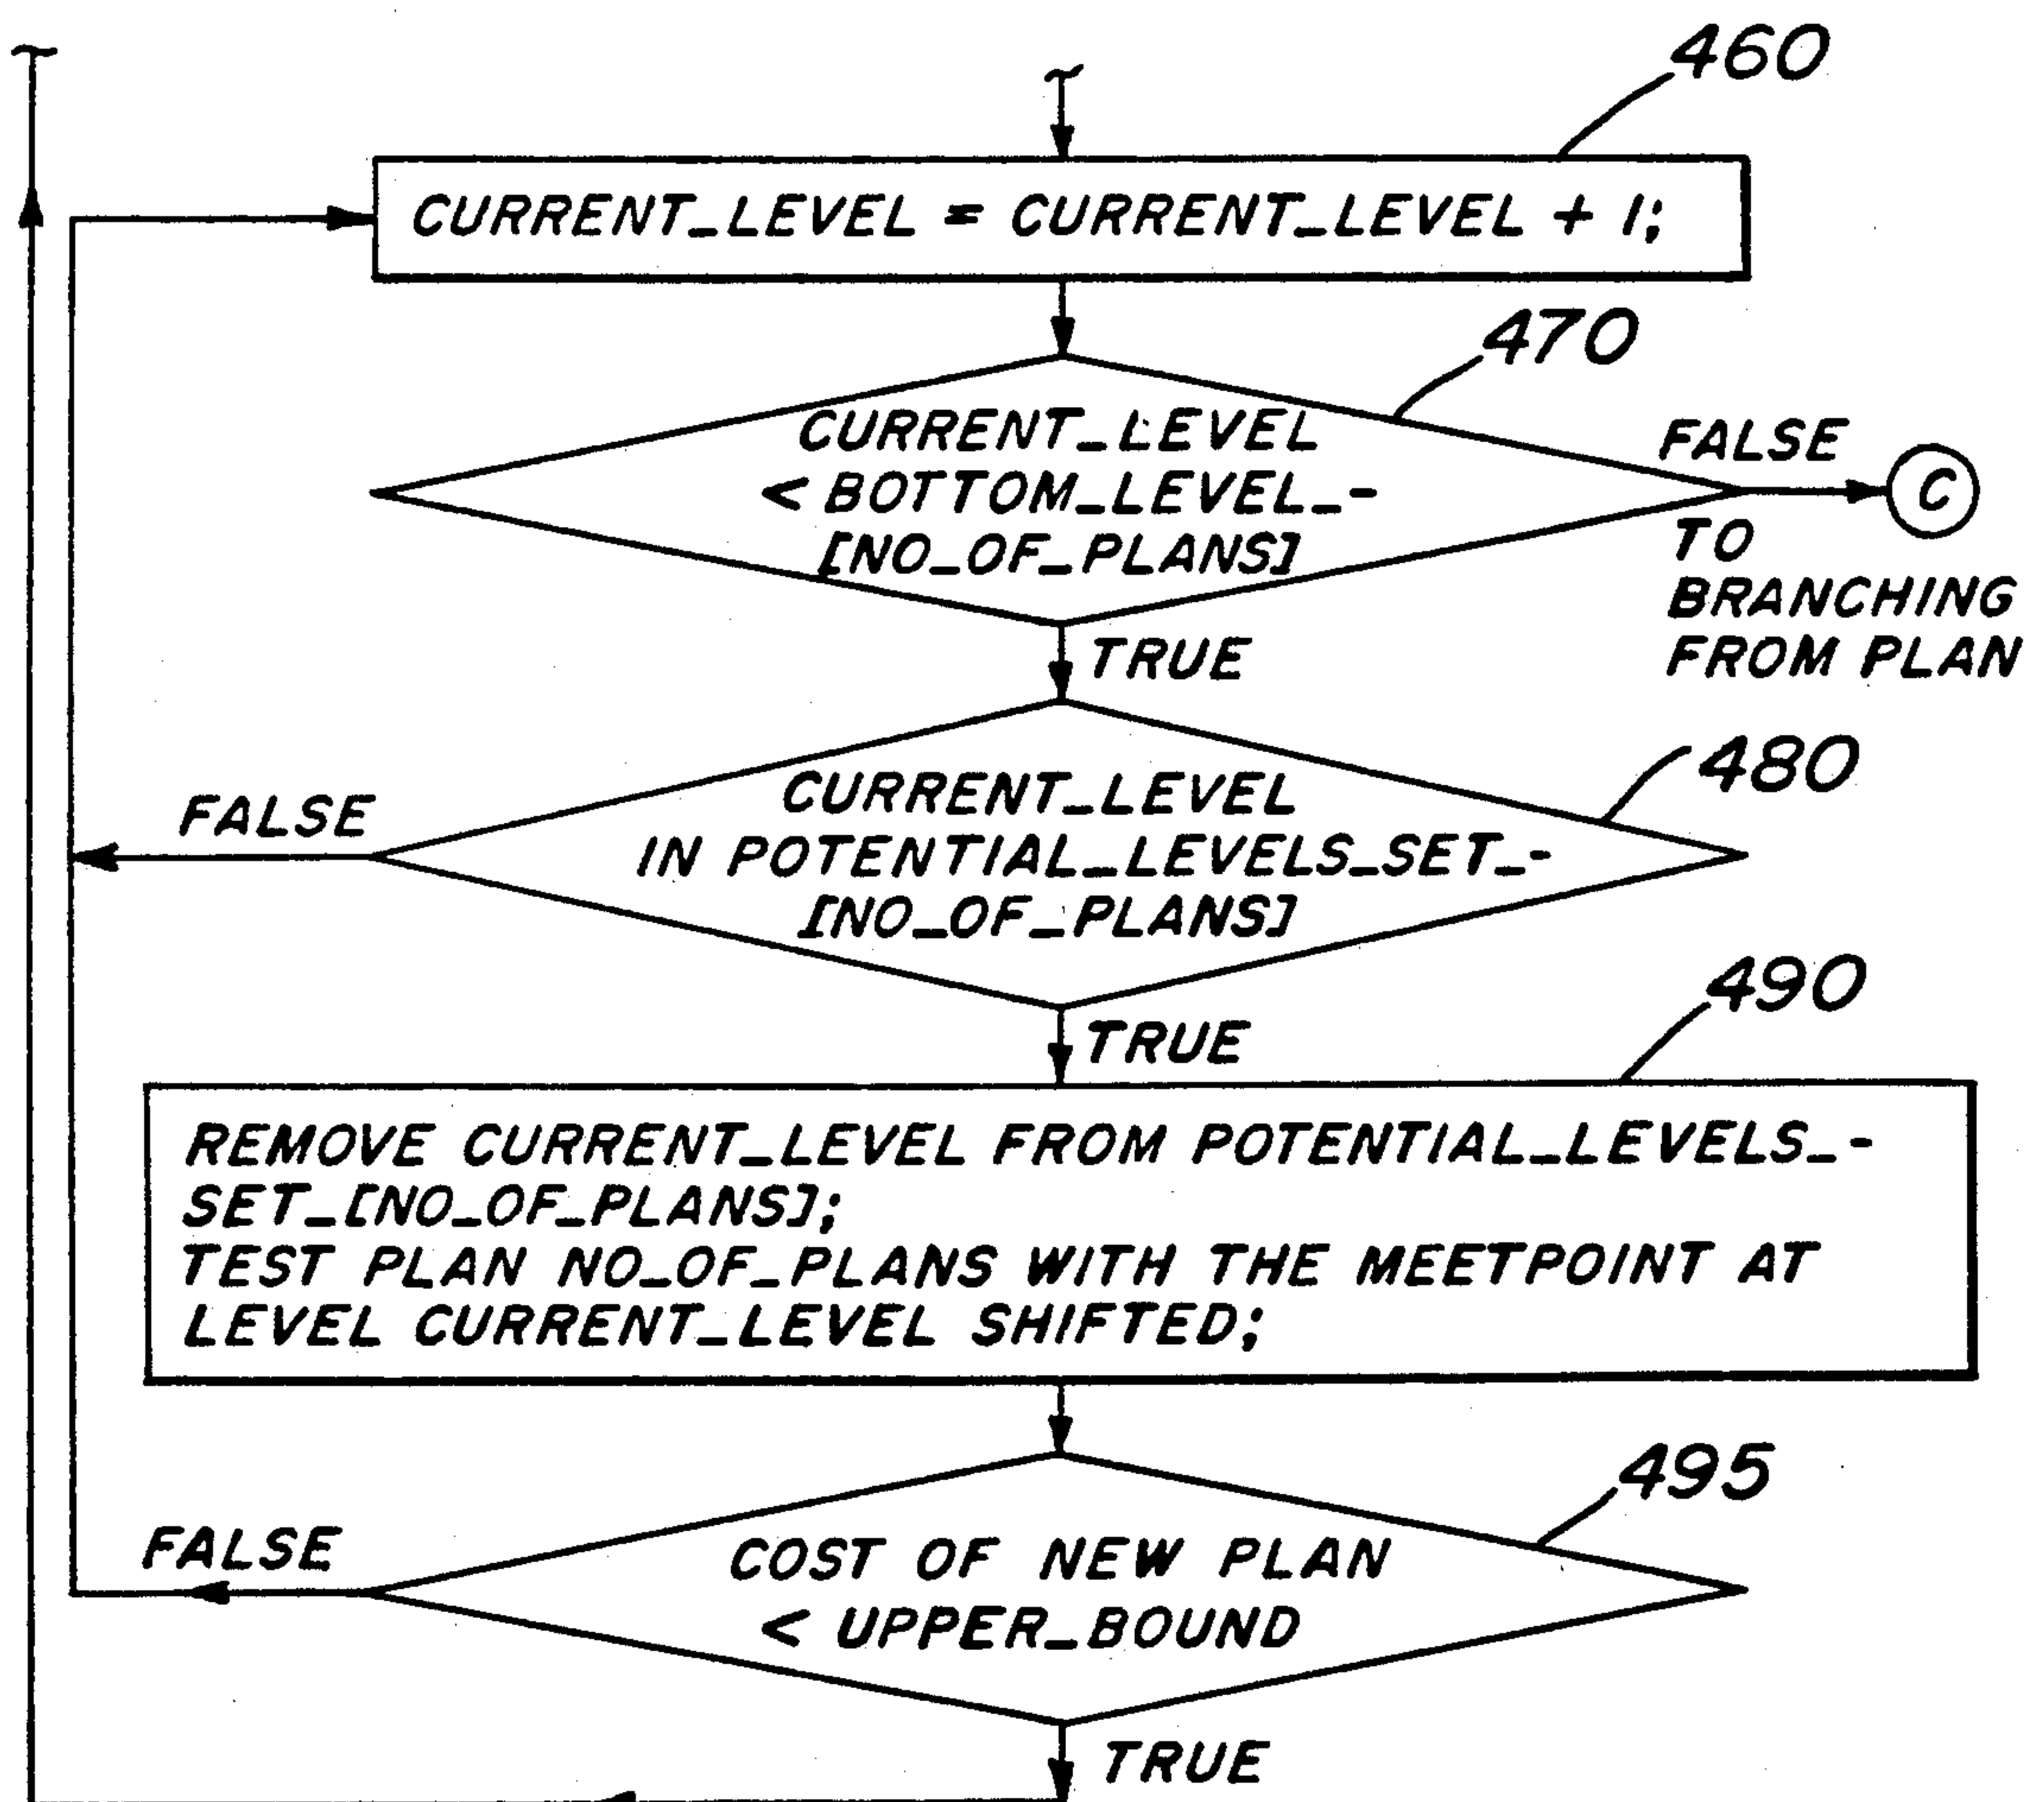 460
CURRENT_LEVEL = CURRENT_LEVEL + 1;
470
CURRENT_LEVEL
< BOTTOM_LEVEL_-
[NO_OF_PLANS]
FALSE
C
TO
BRANCHING
FROM PLAN
TRUE
480
CURRENT_LEVEL
IN POTENTIAL_LEVELS_SET_-
[NO_OF_PLANS]
FALSE
TRUE
490
REMOVE CURRENT_LEVEL FROM POTENTIAL_LEVELS_-
SET_[NO_OF_PLANS];
TEST PLAN NO_OF_PLANS WITH THE MEETPOINT AT
LEVEL CURRENT_LEVEL SHIFTED;
495
COST OF NEW PLAN
< UPPER_BOUND
FALSE
TRUE